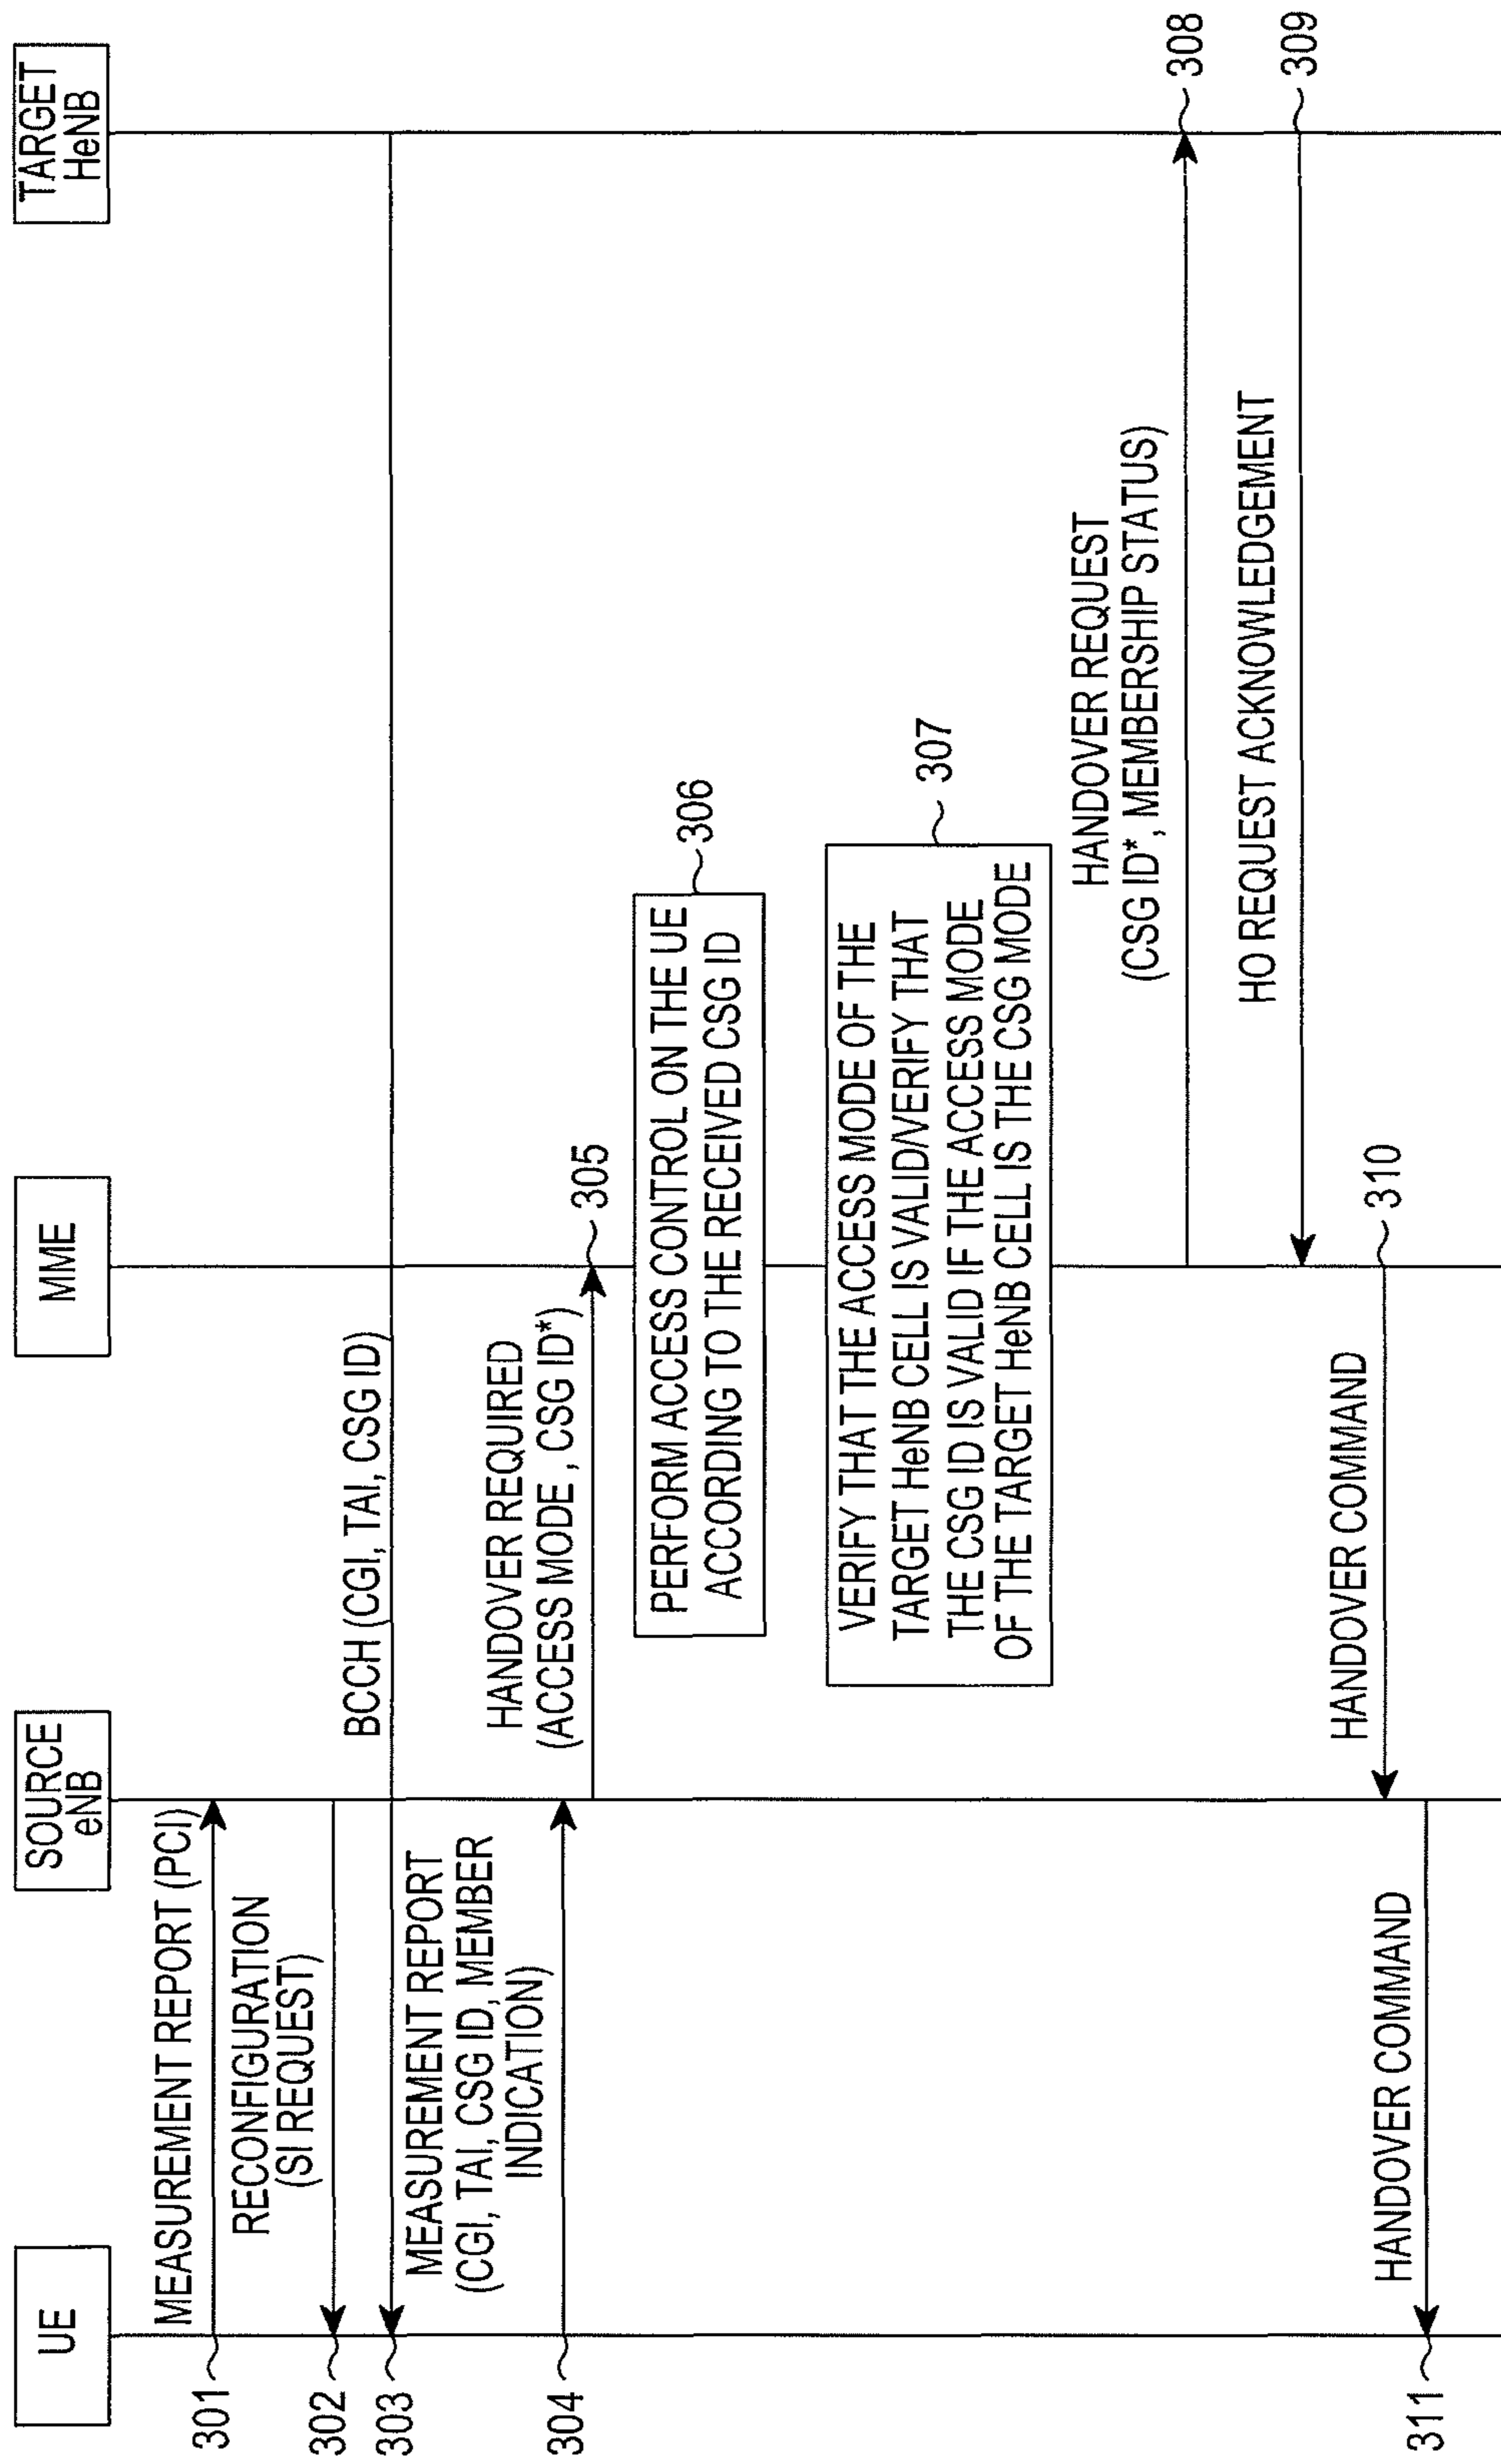 UE
SOURCE
eNB
MME
TARGET
HeNB
301
MEASUREMENT REPORT (PCI)
RECONFIGURATION
(SI REQUEST)
302
BCCH (CGI, TAI, CSG ID)
303
MEASUREMENT REPORT
(CGI, TAI, CSG ID, MEMBER
INDICATION)
304
HANDOVER REQUIRED
(ACCESS MODE , CSG ID*)
305
306
PERFORM ACCESS CONTROL ON THE UE
ACCORDING TO THE RECEIVED CSG ID
307
VERIFY THAT THE ACCESS MODE OF THE
TARGET HeNB CELL IS VALID/VERIFY THAT
THE CSG ID IS VALID IF THE ACCESS MODE
OF THE TARGET HeNB CELL IS THE CSG MODE
HANDOVER REQUEST
(CSG ID*, MEMBERSHIP STATUS)
308
HO REQUEST ACKNOWLEDGEMENT
309
HANDOVER COMMAND
310
HANDOVER COMMAND
311